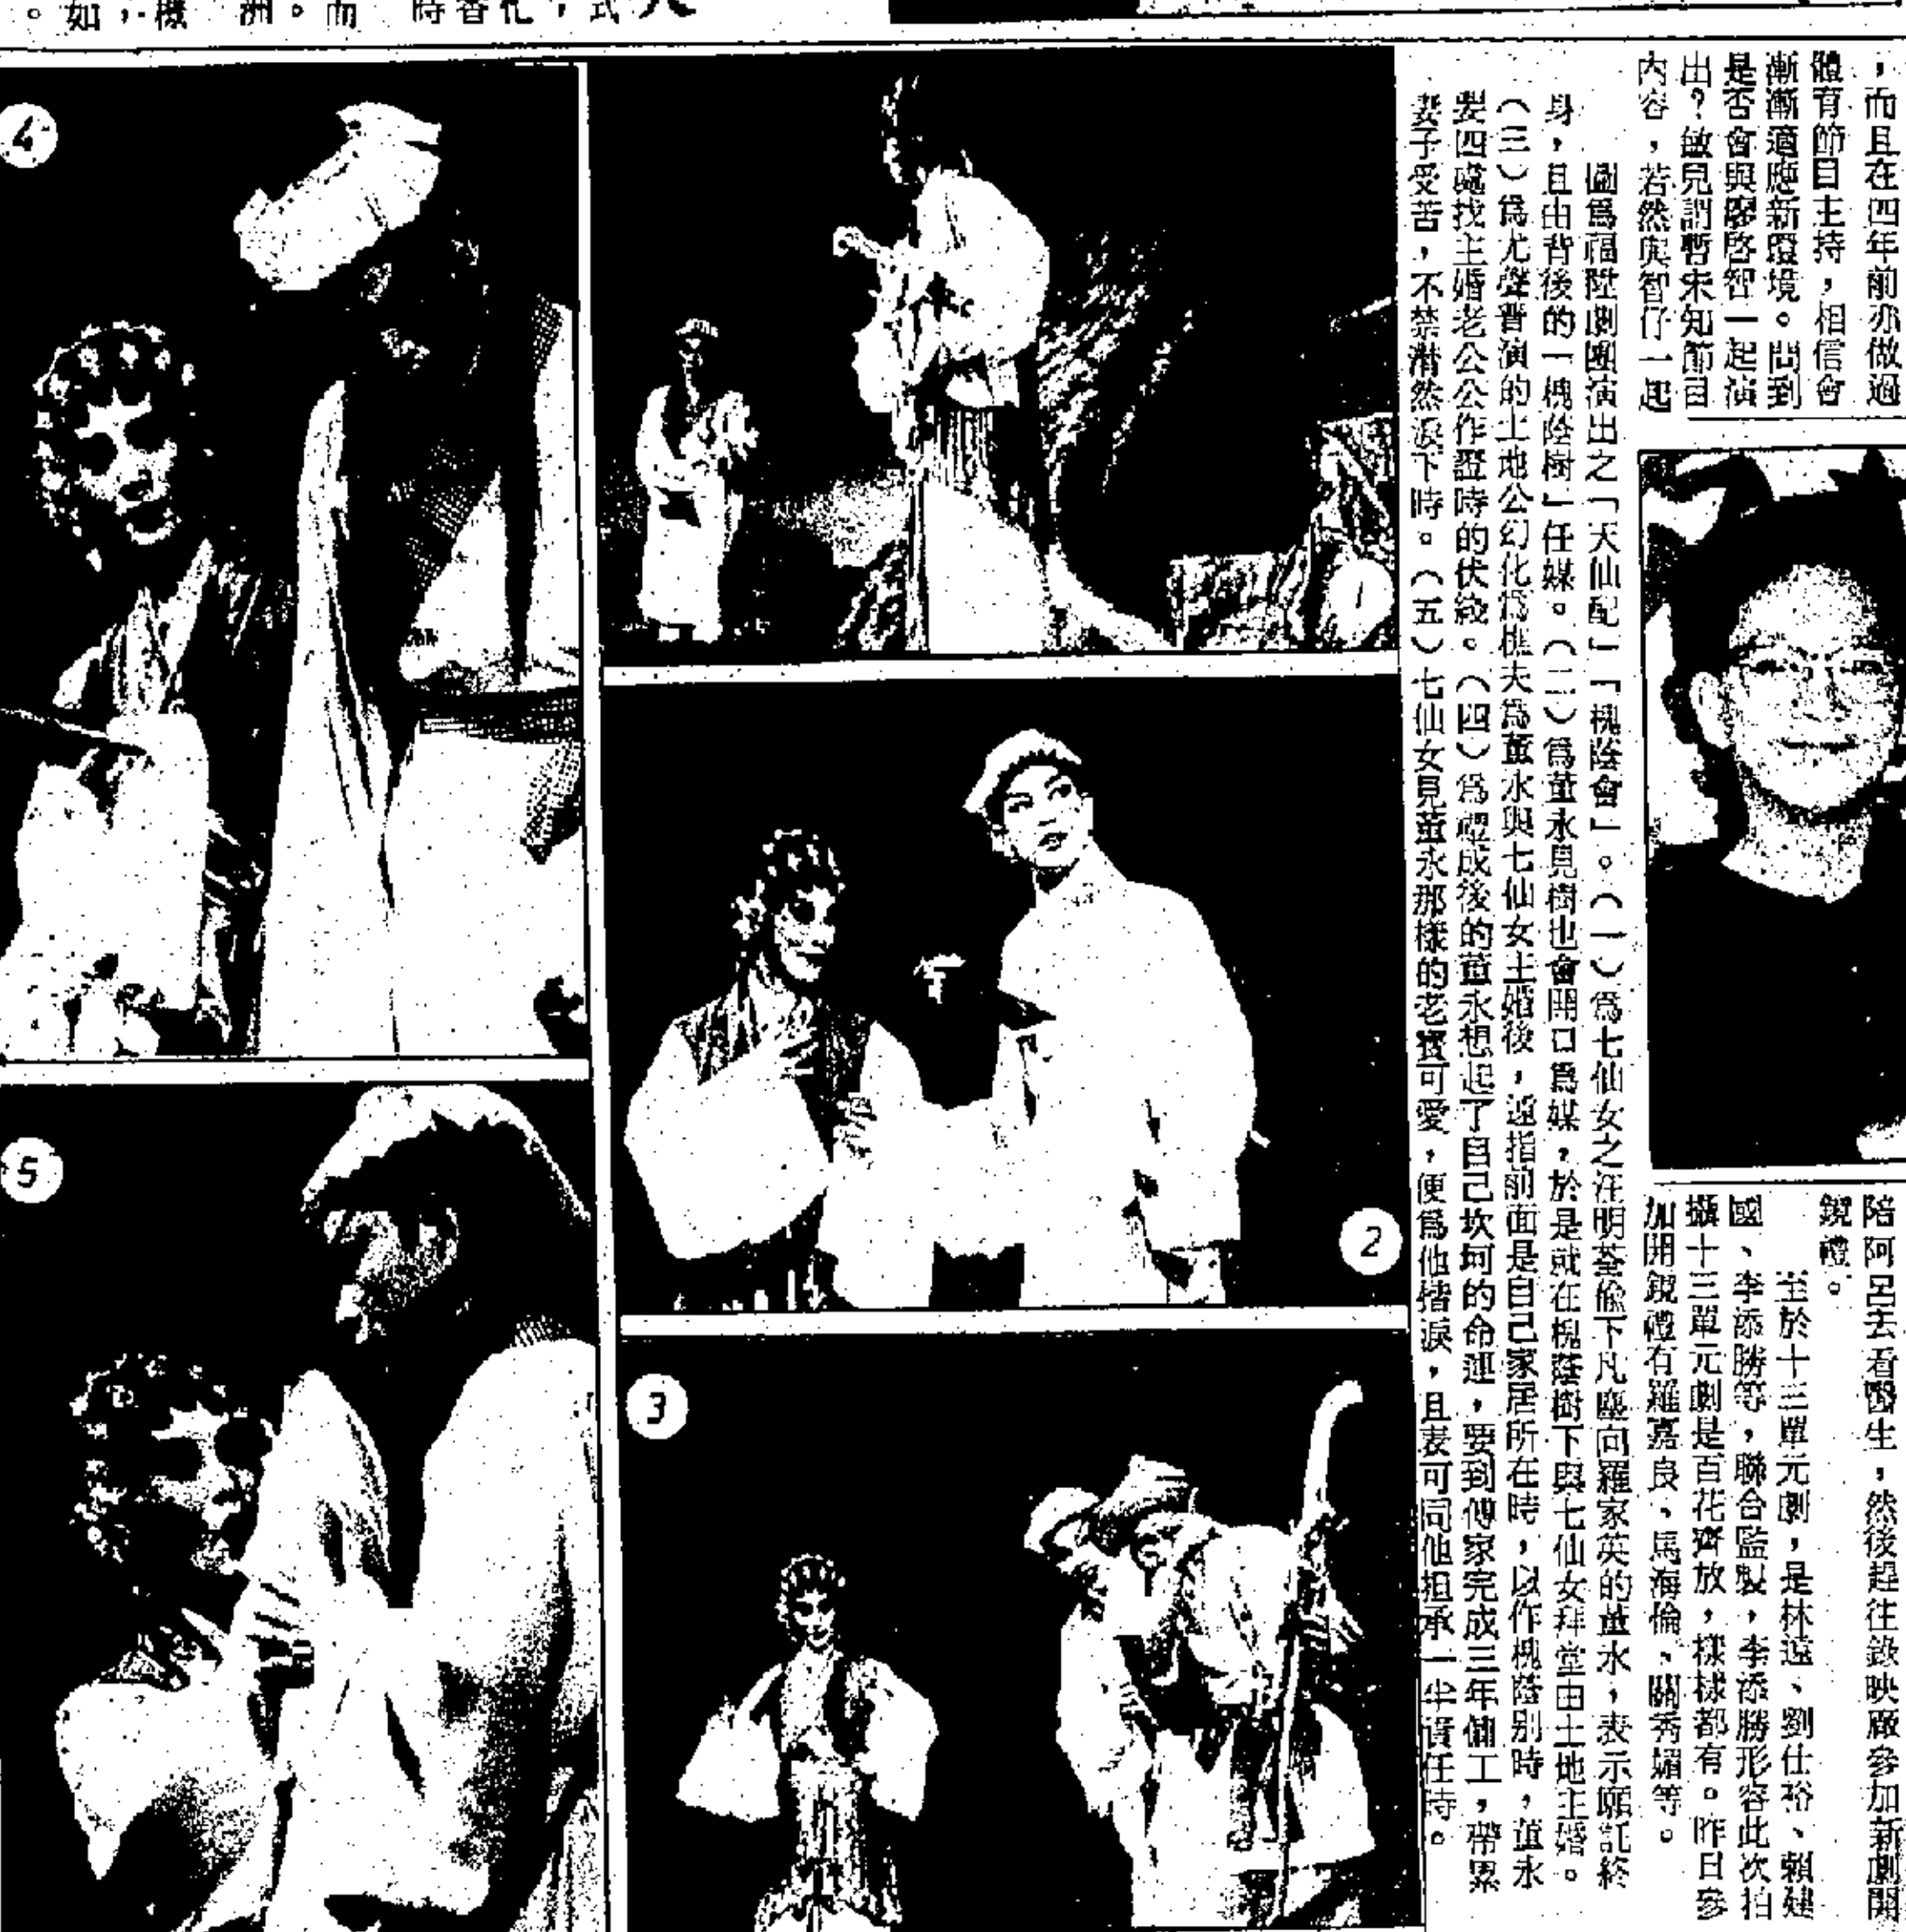 ，而且在四年前亦做過
體育節目主持，相信會
漸漸適應新環境。問到
是否會與廖啓智一起演
出？敏兒謂暫未知節目
內容，若然與智仔一起
陪阿呂去看醫生，然後趕往錄映廠參加新劇開
鏡禮。
至於十三單元劇，是林遠、劉仕裕、賴建
國、李添勝等，聯合監製，李添勝形容此次拍
攝十三單元劇是百花齊放，樣樣都有。昨日參
加開鏡禮有羅嘉良、馬海倫、關秀媚等。
圖爲福陞劇團演出之「天仙配」「槐蔭會」。（一）爲七仙女之汪明荃偸下凡塵向羅家英的董永，表示願託終
身，且由背後的「槐蔭樹」任媒。（二）爲董永見樹也會開口爲媒，於是就在槐蔭樹下與七仙女拜堂由土地主婚。
（三）爲尤聲普演的土地公幻化爲樵夫爲董永與七仙女主婚後，遙指前面是自己家居所在時，以作槐蔭別時，董永
要四處找主婚老公公作證時的伏綫。（四）爲禮成後的董永想起了自己坎坷的命運，要到傅家完成三年傭工，帶累
妻子受苦，不禁潸然淚下時。（五）七仙女見董永那樣的老實可愛，便爲他揩淚，且表可同他担承一半責任時。
1
2
3
4
5
。如，機
洲。而
時香化，式